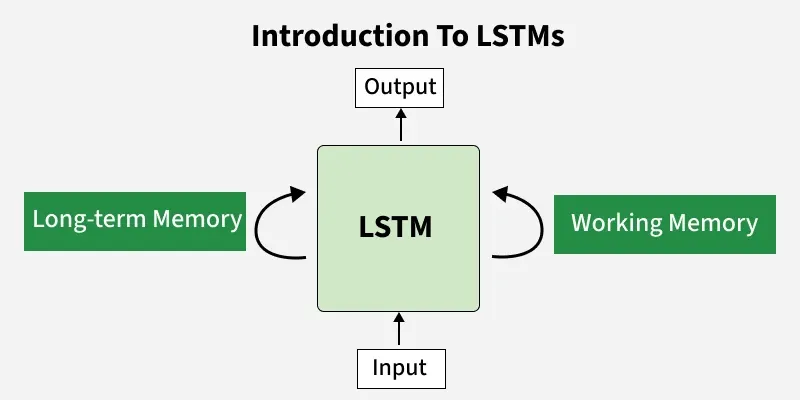 Introduction To LSTMs
Output
Long-term Memory
LSTM
Working Memory
Input